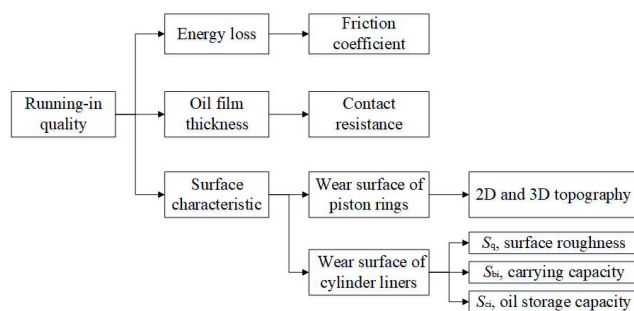 Energy loss
Friction
coefficient
Running-in
quality
Oil film
thickness
Contact
resistance
Surface
characteristic
Wear surface of
piston rings
2D and 3D topography
Wear surface of
cylinder liners
Sq, surface roughness
Sbi, carrying capacity
Sci, oil storage capacity